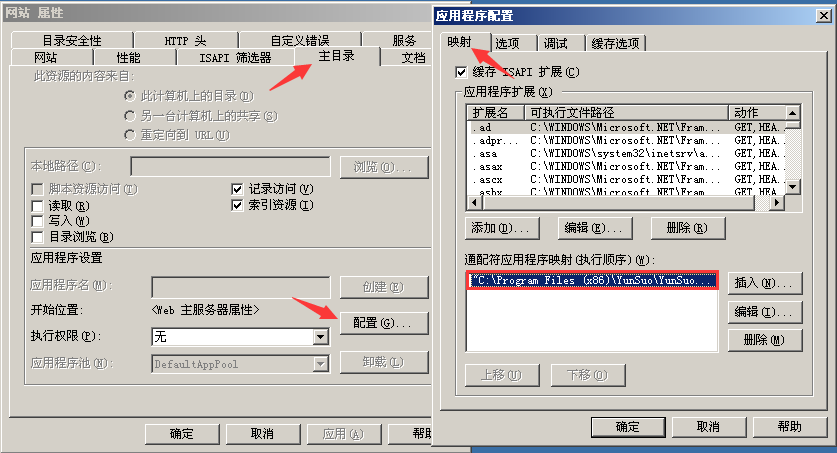 网站 属性
目录安全性 HTTP 头 自定义错误 服务
网站 性能 ISAPI 筛选器 主目录 文档
此资源的内容来自:
此计算机上的目录(D)
另一台计算机上的共享(S)
重定向到 URL(U)
本地路径(C): 浏览(O)...
脚本资源访问(T) 记录访问(V)
读取(R) 索引资源(I)
写入(W)
目录浏览(B)
应用程序设置
应用程序名(M): 创建(E)
开始位置: <Web 主服务器属性>
配置(G)...
执行权限(P): 无
应用程序池(N): DefaultAppPool 卸载(L)
确定 取消 应用(A) 帮助
应用程序配置
映射 选项 调试 缓存选项
缓存 ISAPI 扩展(C)
应用程序扩展(X)
扩展名 可执行文件路径 动作
.ad C:\WINDOWS\Microsoft.NET\Fram... GET,HEA..
.adpr... C:\WINDOWS\Microsoft.NET\Fram... GET,HEA..
.asa C:\WINDOWS\system32\inetsrv\a... GET,HEA..
.asax C:\WINDOWS\Microsoft.NET\Fram... GET,HEA..
.ascx C:\WINDOWS\Microsoft.NET\Fram... GET,HEA..
.ashx C:\WINDOWS\Microsoft.NET\Fram... GET,HEA..
添加(D)... 编辑(E)... 删除(R)
通配符应用程序映射(执行顺序)(W):
"C:\Program Files (x86)\YunSuo\YunSuo...
插入(N)...
编辑(I)...
删除(M)
上移(U) 下移(O)
确定 取消 帮助